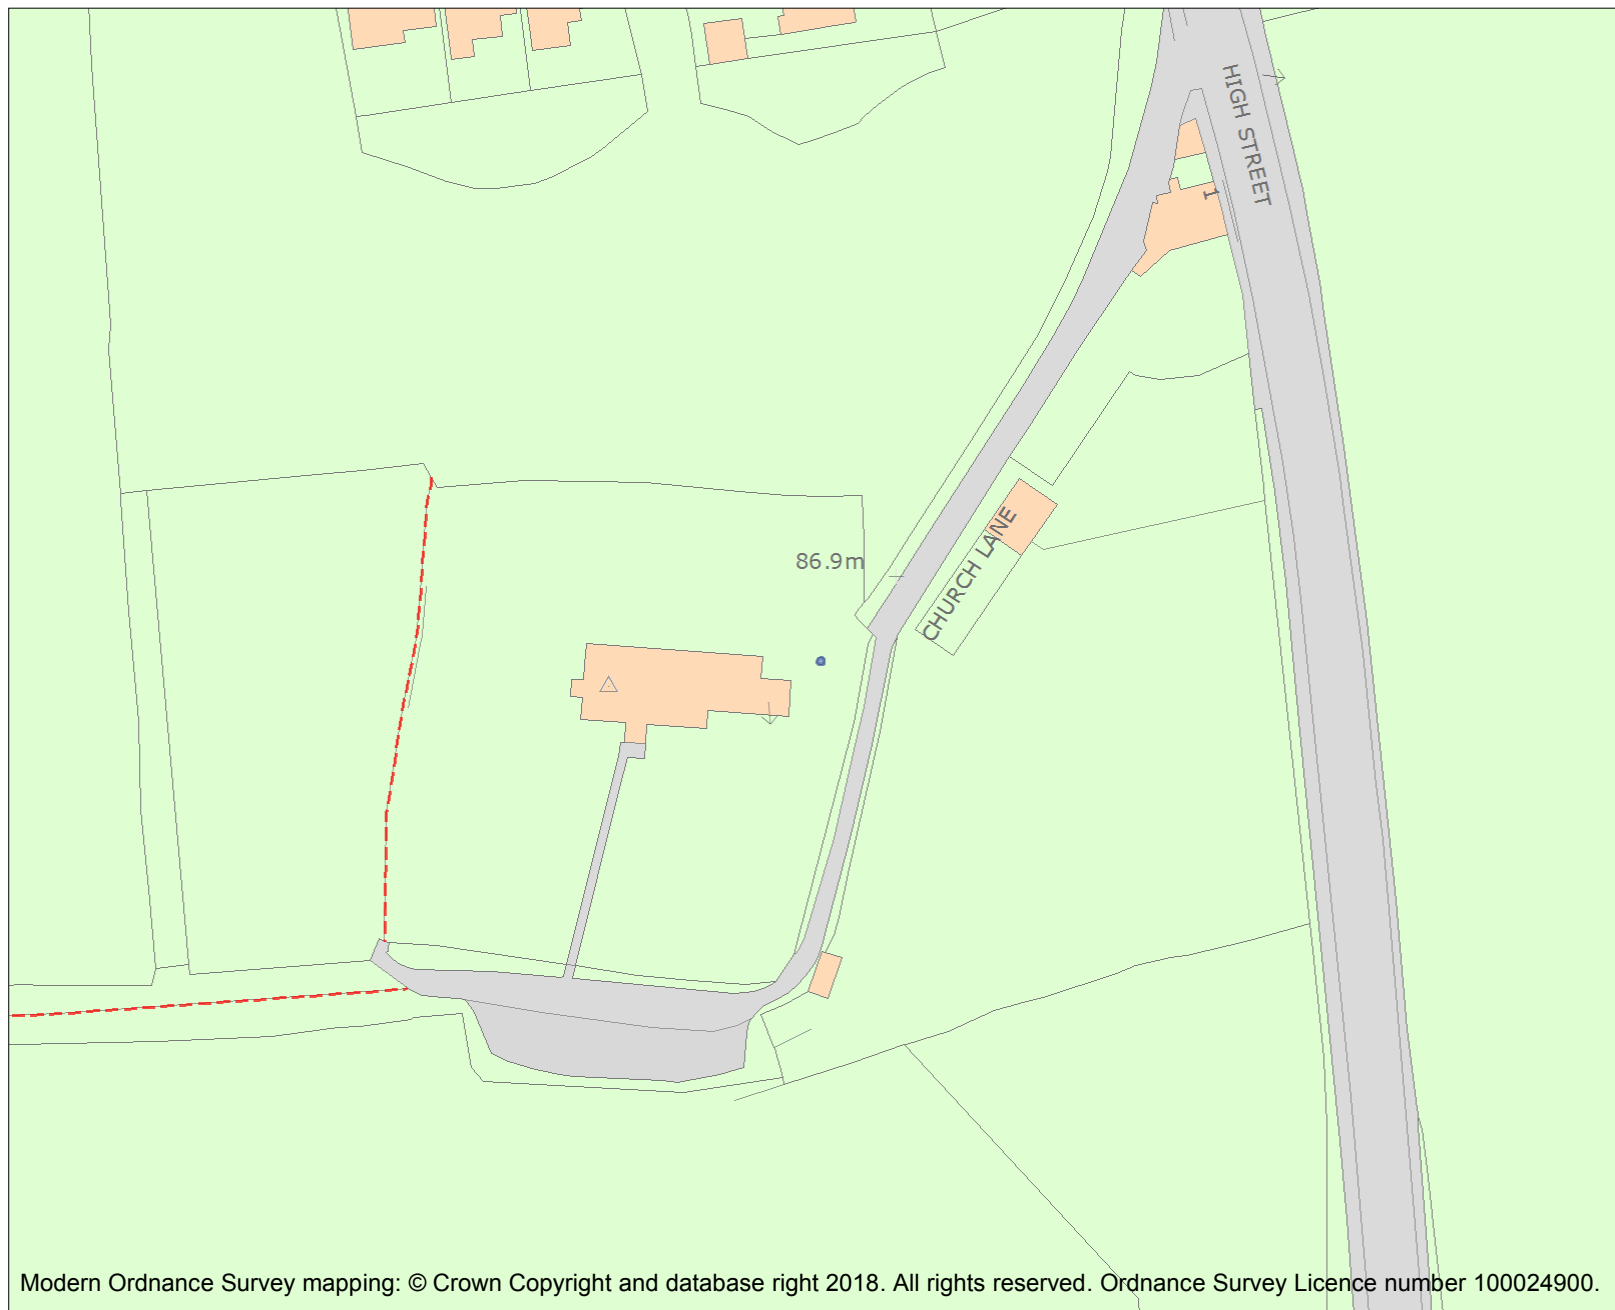 HIGH STREET
1
86.9m
CHURCH LANE
Modern Ordnance Survey mapping: © Crown Copyright and database right 2018. All rights reserved. Ordnance Survey Licence number 100024900.